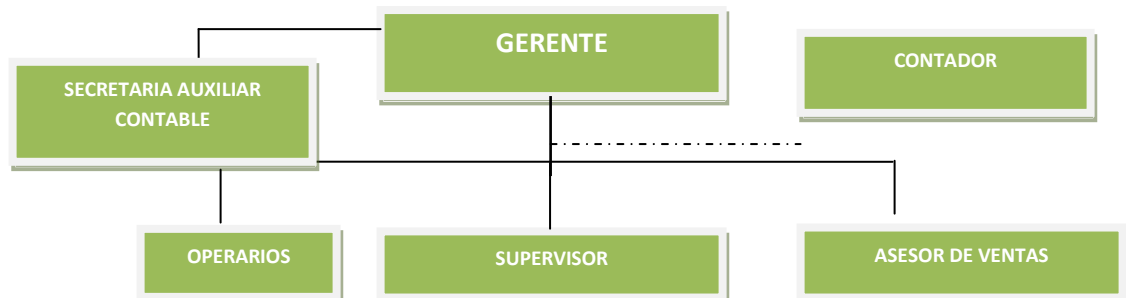 GERENTE
CONTADOR
SECRETARIA AUXILIAR
CONTABLE
OPERARIOS
SUPERVISOR
ASESOR DE VENTAS